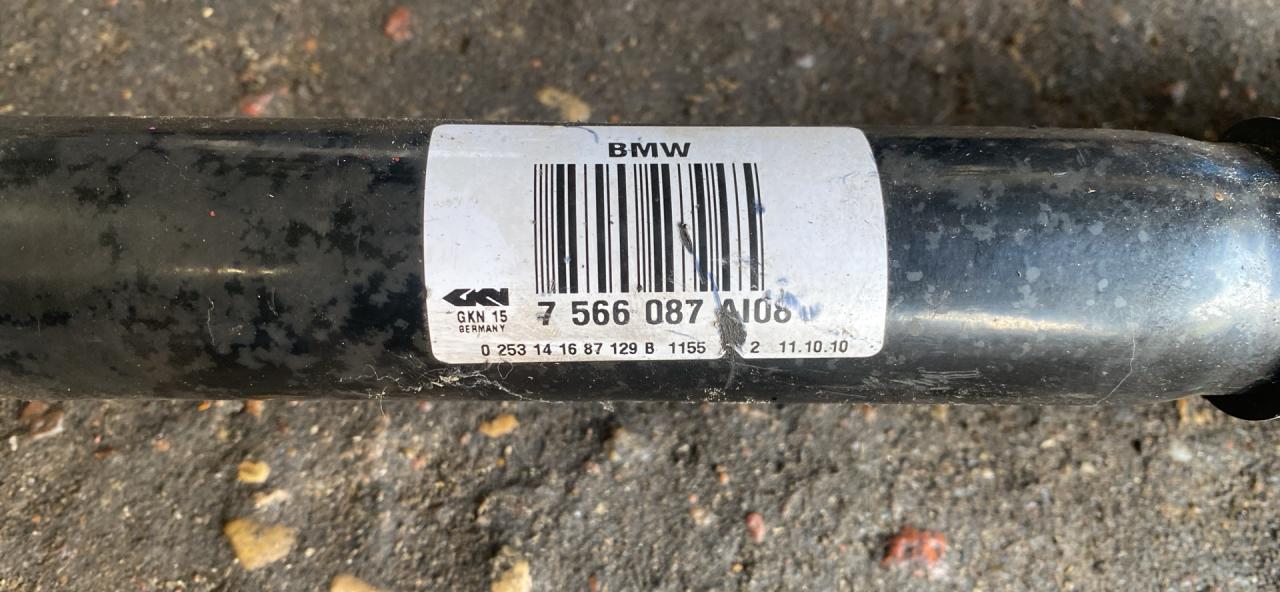 BMW
GKN
GKN 15
GERMANY
7 566 087 AI08
0 253 14 16 87 129 B 1155 2 11.10.10